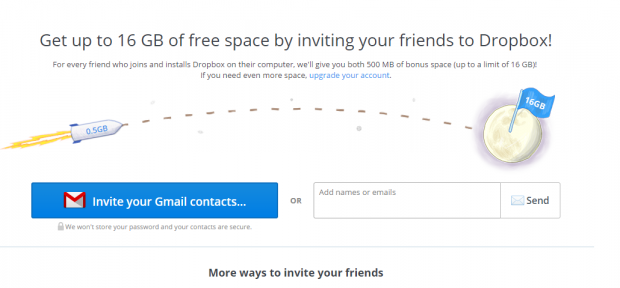 Get up to 16 GB of free space by inviting your friends to Dropbox!
For every friend who joins and installs Dropbox on their computer, we'll give you both 500 MB of bonus space (up to a limit of 16 GB)!
If you need even more space, upgrade your account.
16GB
0.5GB
Invite your Gmail contacts...
OR
Add names or emails
Send
We won't store your password and your contacts are secure.
More ways to invite your friends